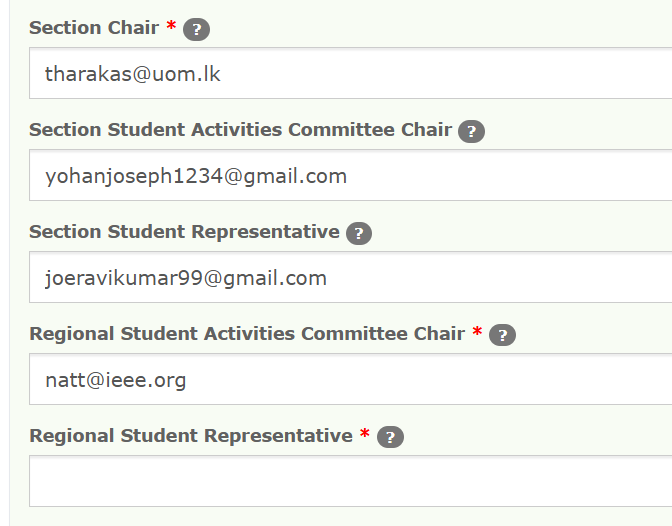 Section Chair * ?
tharakas@uom.lk
Section Student Activities Committee Chair ?
yohanjoseph1234@gmail.com
Section Student Representative ?
joeravikumar99@gmail.com
Regional Student Activities Committee Chair * ?
natt@ieee.org
Regional Student Representative * ?